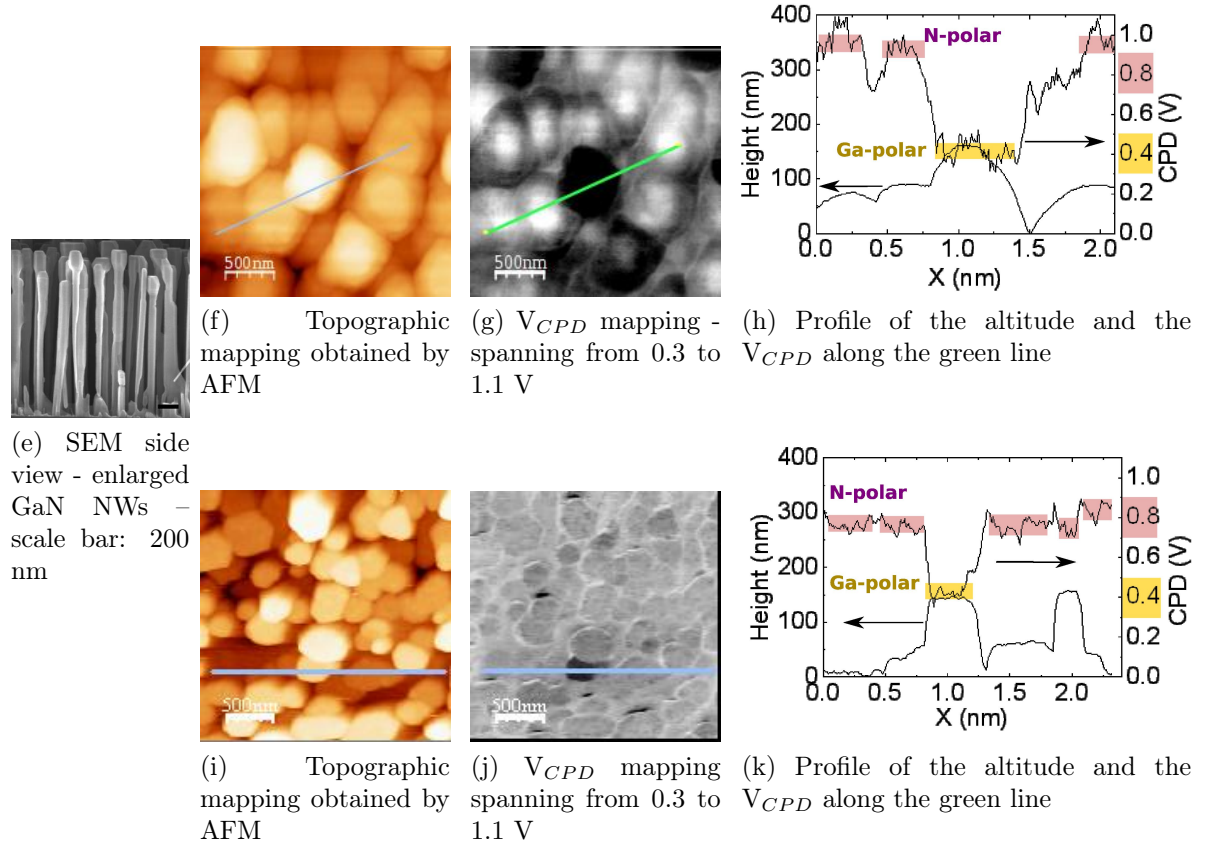 (e) SEM side
view - enlarged
GaN NWs –
scale bar: 200
nm
500nm
(f) Topographic
mapping obtained by
AFM
500nm
(g) V_CPD mapping -
spanning from 0.3 to
1.1 V
400
300
200
100
0
Height (nm)
N-polar
Ga-polar
1.0
0.8
0.6
0.4
0.2
0.0
CPD (V)
0.0 0.5 1.0 1.5 2.0
X (nm)
(h) Profile of the altitude and the
V_CPD along the green line
500nm
(i) Topographic
mapping obtained by
AFM
500nm
(j) V_CPD mapping
spanning from 0.3 to
1.1 V
400
300
200
100
0
Height (nm)
N-polar
Ga-polar
1.0
0.8
0.6
0.4
0.2
0.0
CPD (V)
0.0 0.5 1.0 1.5 2.0
X (nm)
(k) Profile of the altitude and the
V_CPD along the green line